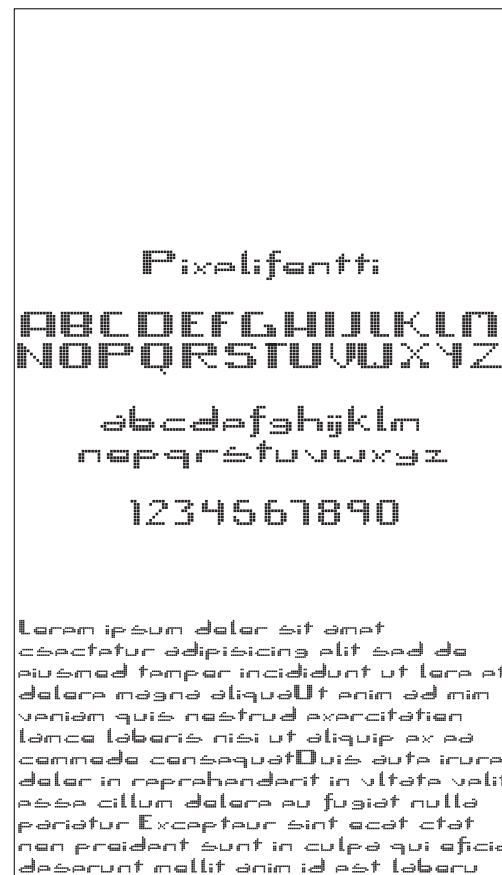 Pixelifontti
ABCDEFGHIJKLM
NOPQRSTUVWXYZ
abcdefghijklm
nopqrstuvwxyz
1234567890
Lorem ipsum dolor sit amet
csectetur adipisicing elit sed do
eiusmod tempor incididunt ut lore et
dolore magna aliquaUt enim ad mim
veniam quis nostrud exercitation
lamco laboris nisi ut aliquip ex ea
commodo consequatDuis aute irure
dolor in reprehenderit in vltate velit
esse cillum dolore eu fugiat nulla
pariatur Excepteur sint ocat ctat
non proident sunt in culpa qui oficia
deserunt mollit anim id est laboru